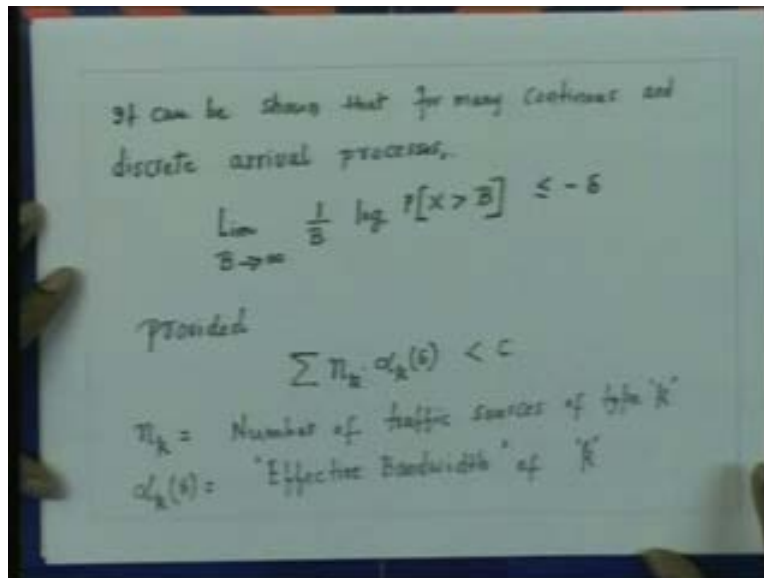 It can be shown that for many continuous and
discrete arrival processes,
Lim 1/B log P[X > B] ≤ - δ
B→∞
provided
∑ n_k α_k(δ) < C
n_k = Number of traffic sources of type "k"
α_k(δ) = "Effective Bandwidth" of "k"